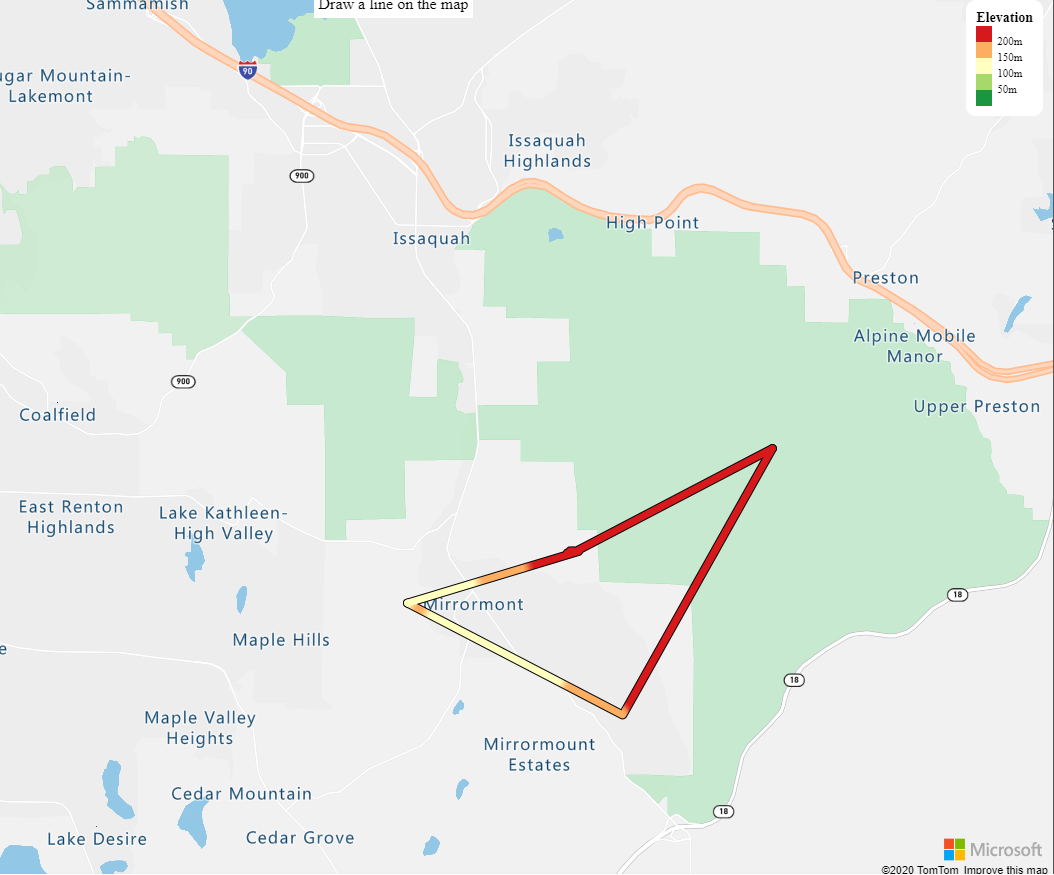 Sammamish
Draw a line on the map
Elevation
200m
150m
100m
50m
90
ugar Mountain-
Lakemont
Issaquah
Highlands
900
Issaquah
High Point
Preston
Alpine Mobile
Manor
900
Upper Preston
Coalfield
East Renton
Highlands
Lake Kathleen-
High Valley
18
Mirrormont
Maple Hills
e
18
Maple Valley
Heights
Mirrormount
Estates
Cedar Mountain
18
Lake Desire
Cedar Grove
Microsoft
©2020 TomTom Improve this map